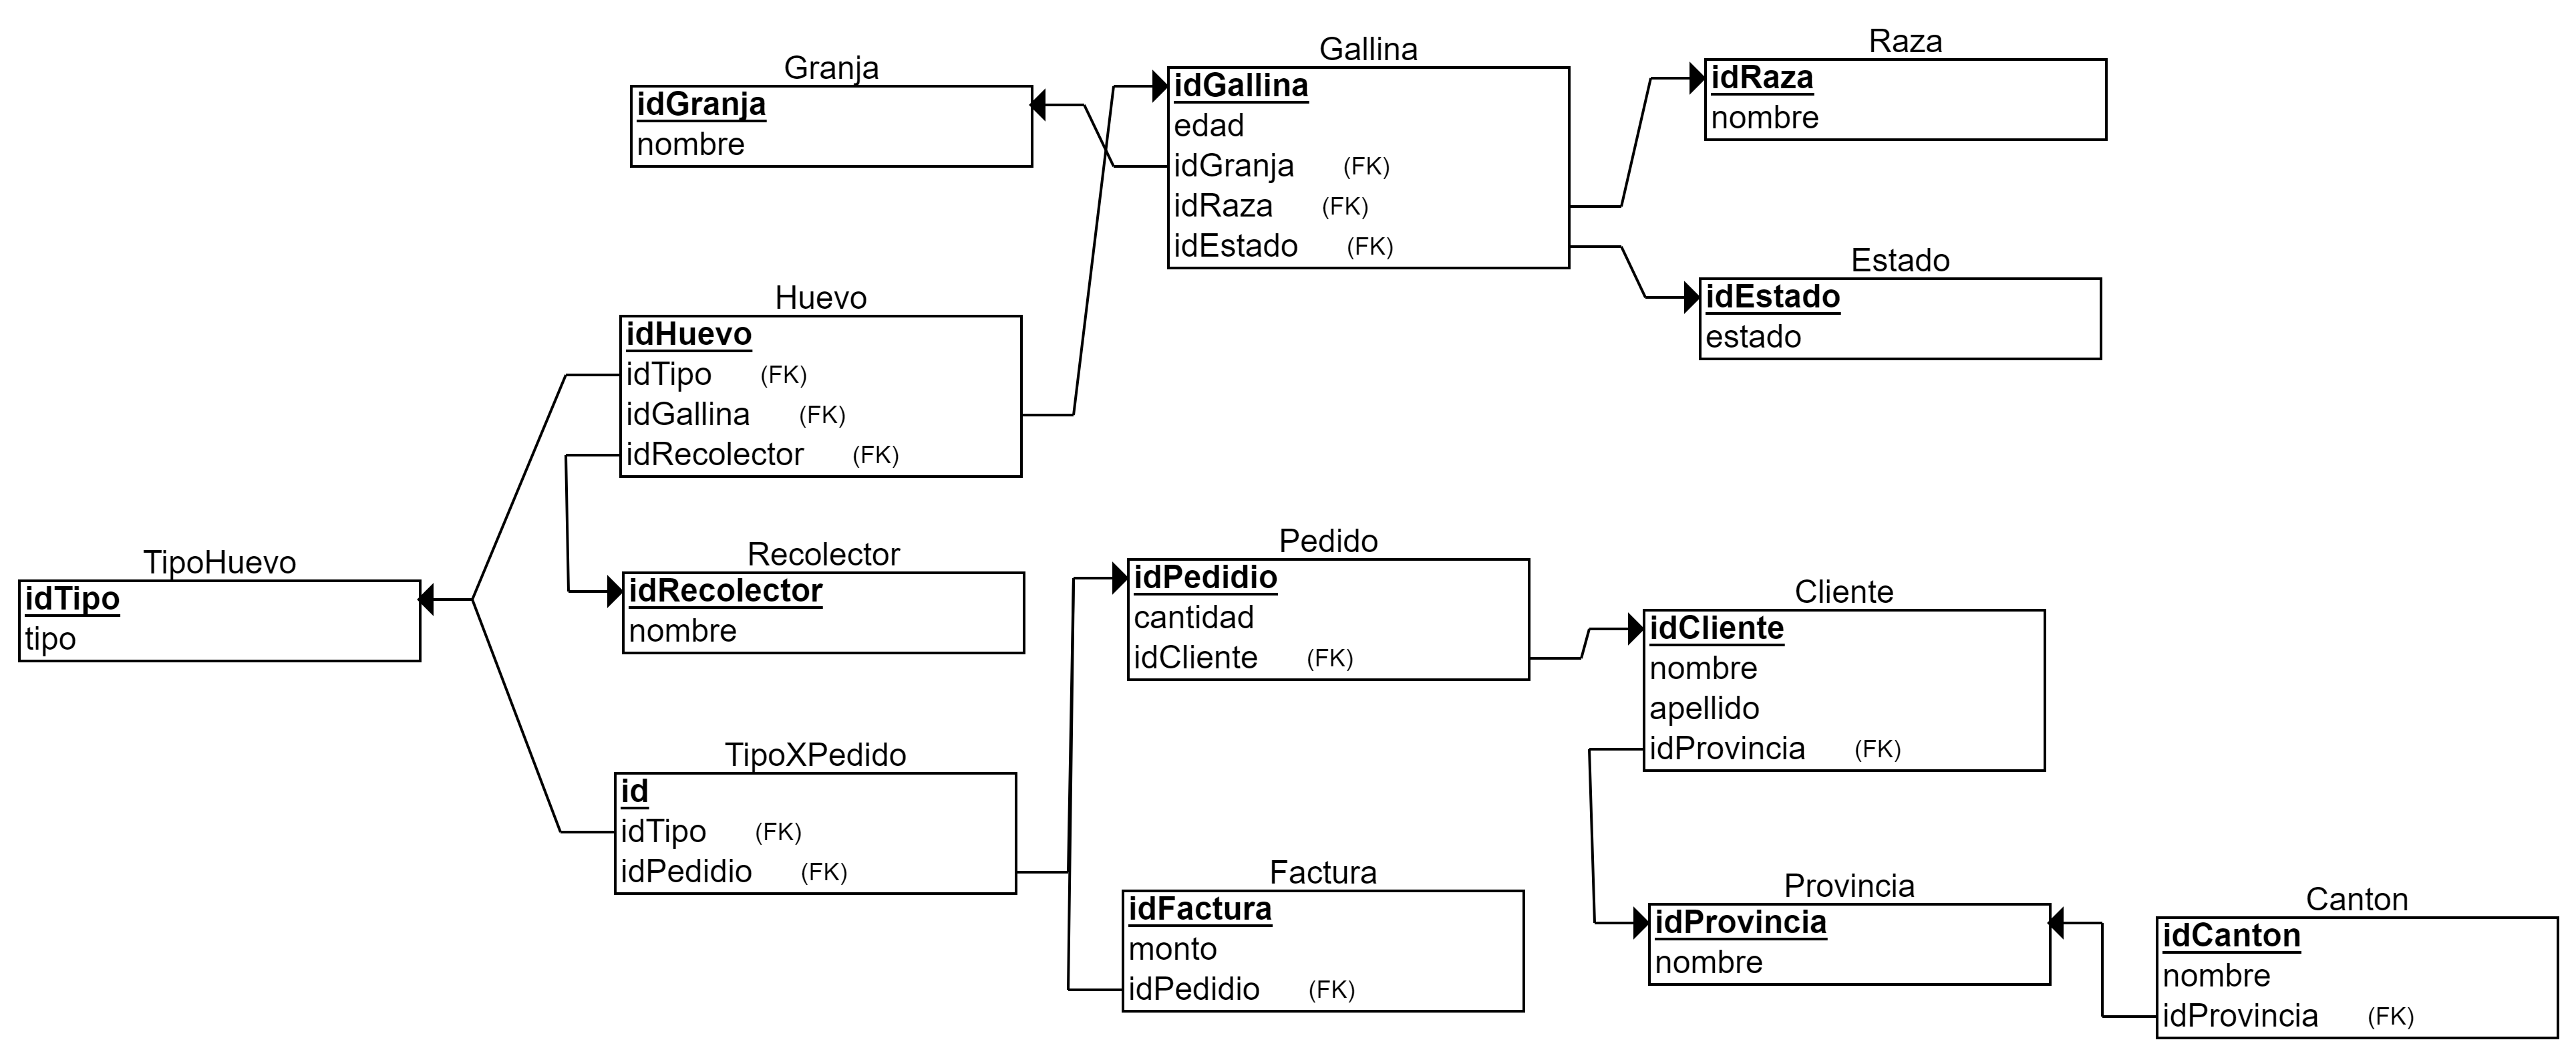 Granja
idGranja
nombre
Gallina
idGallina
edad
idGranja (FK)
idRaza (FK)
idEstado (FK)
Raza
idRaza
nombre
Estado
idEstado
estado
Huevo
idHuevo
idTipo (FK)
idGallina (FK)
idRecolector (FK)
TipoHuevo
idTipo
tipo
Recolector
idRecolector
nombre
Pedido
idPedidio
cantidad
idCliente (FK)
Cliente
idCliente
nombre
apellido
idProvincia (FK)
TipoXPedido
id
idTipo (FK)
idPedidio (FK)
Factura
idFactura
monto
idPedidio (FK)
Provincia
idProvincia
nombre
Canton
idCanton
nombre
idProvincia (FK)